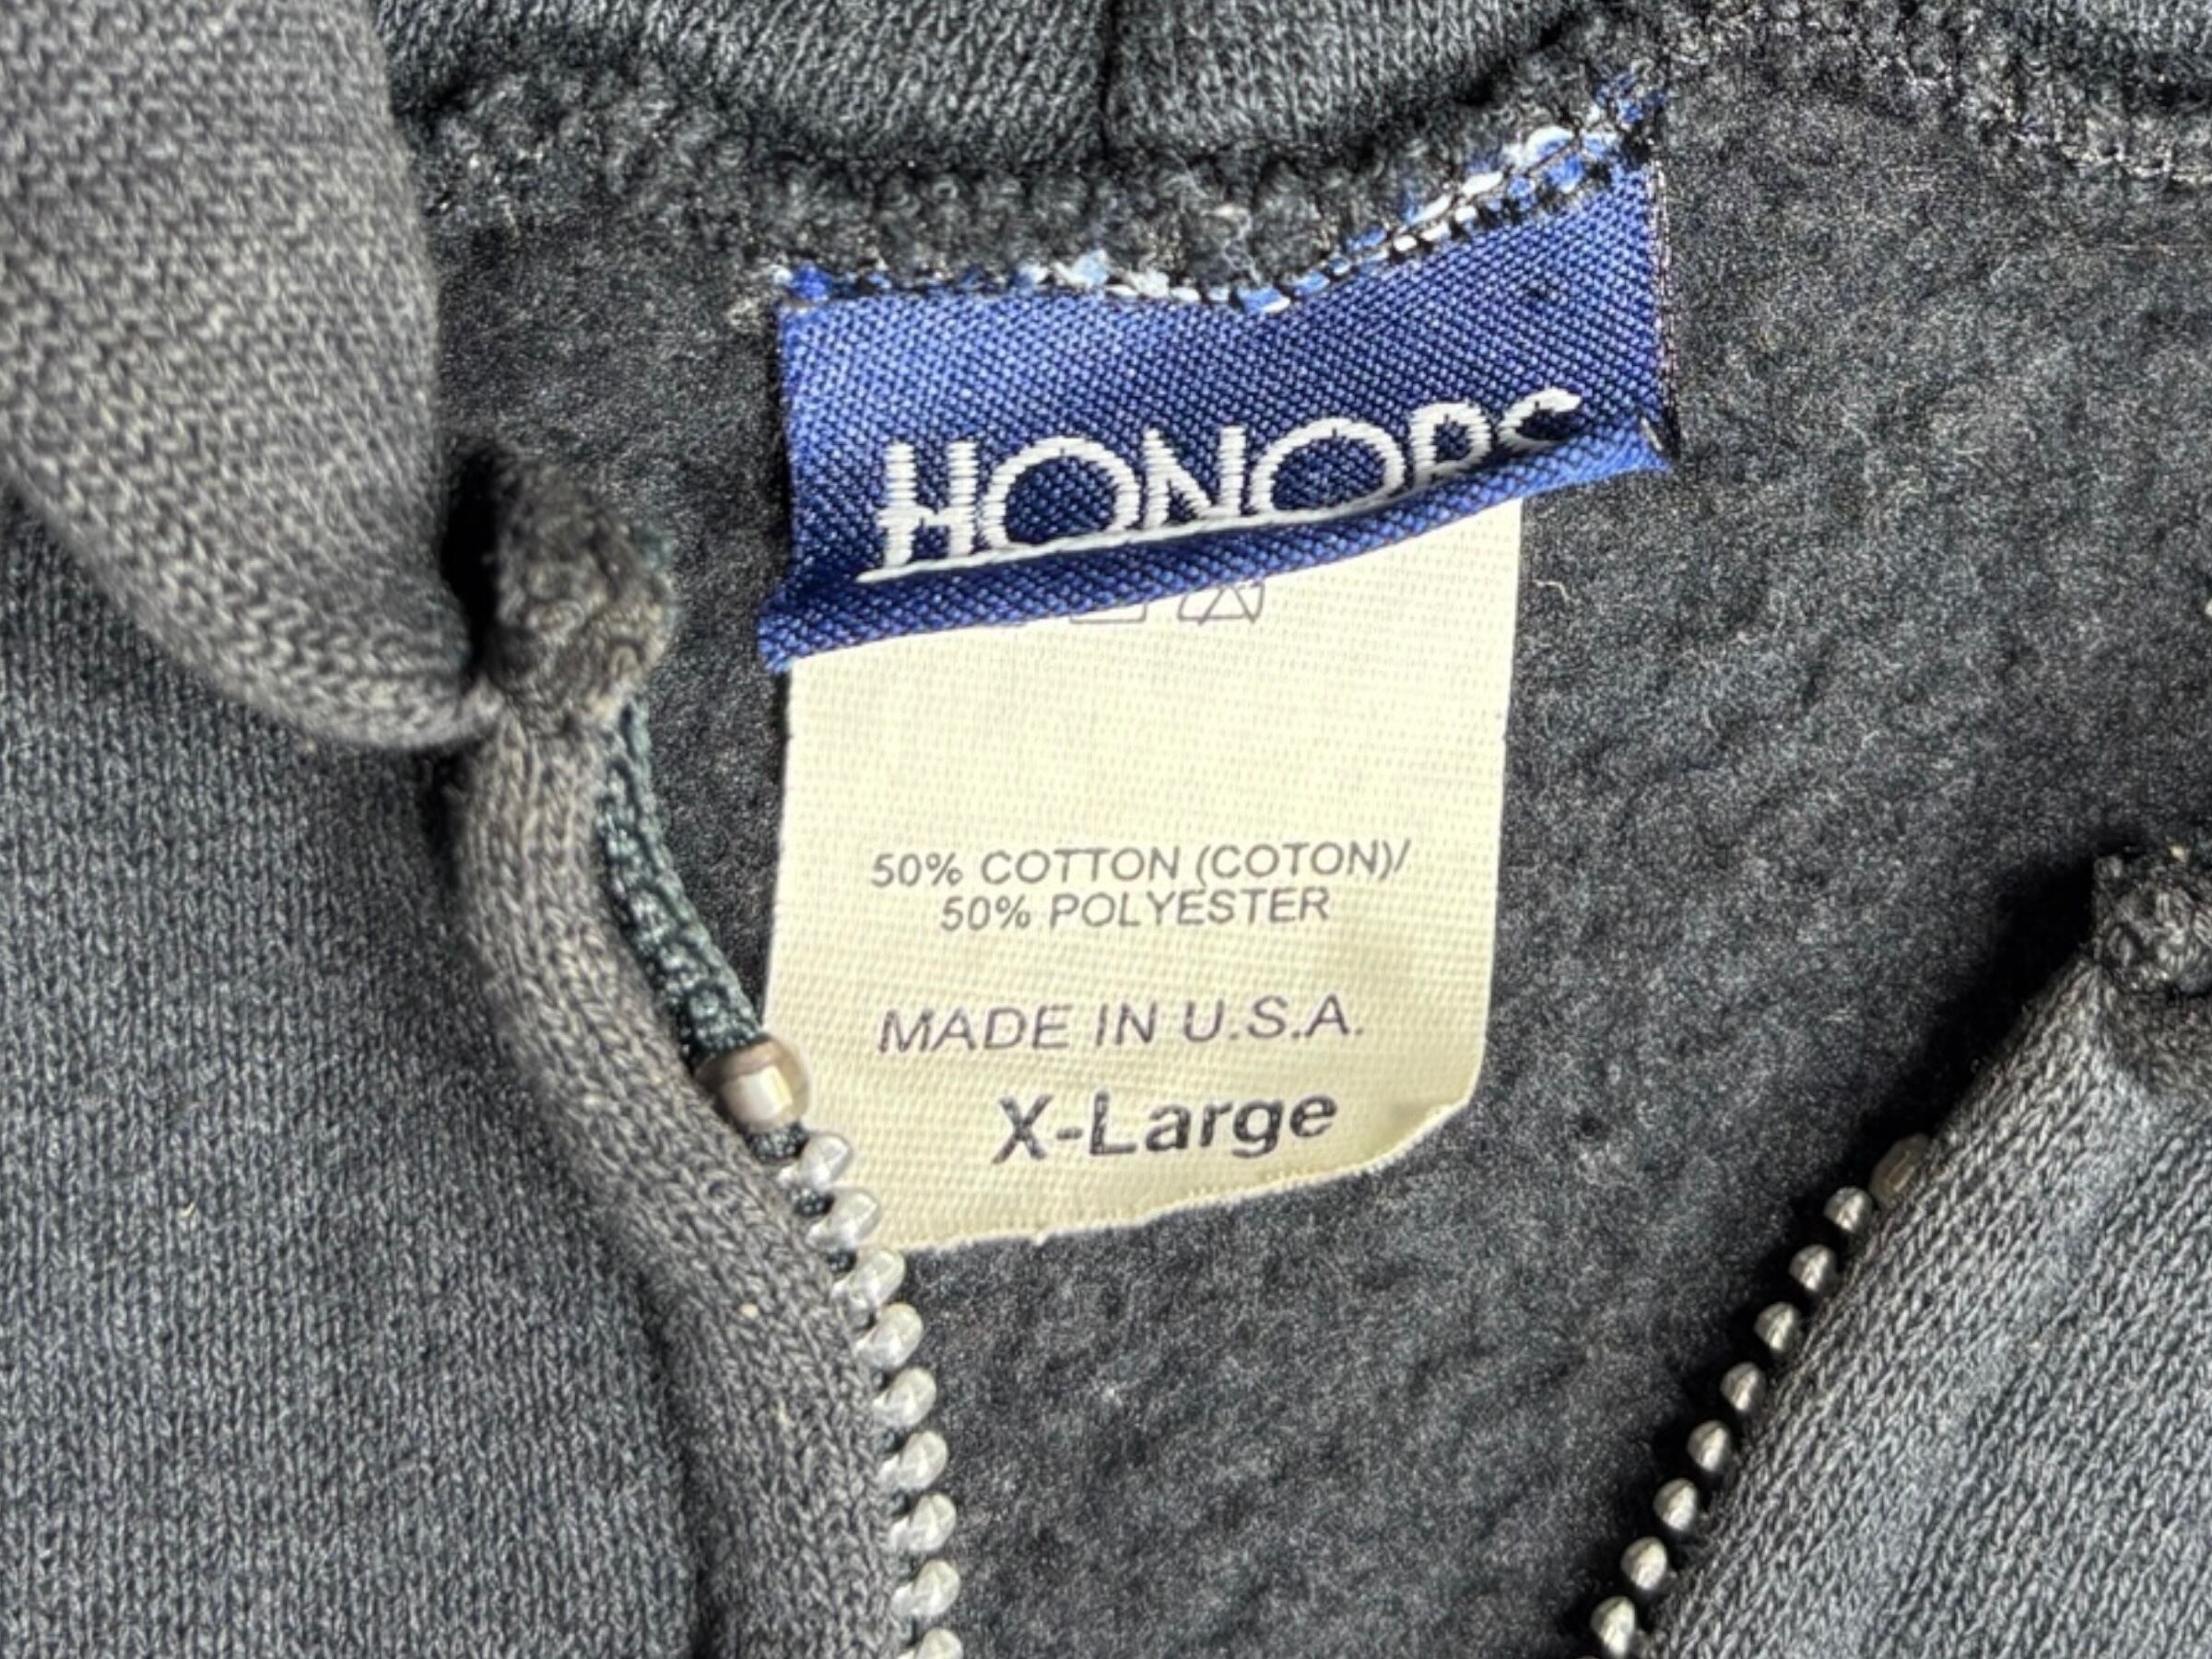 HONORS
50% COTTON (COTON)/
50% POLYESTER
MADE IN U.S.A.
X-Large